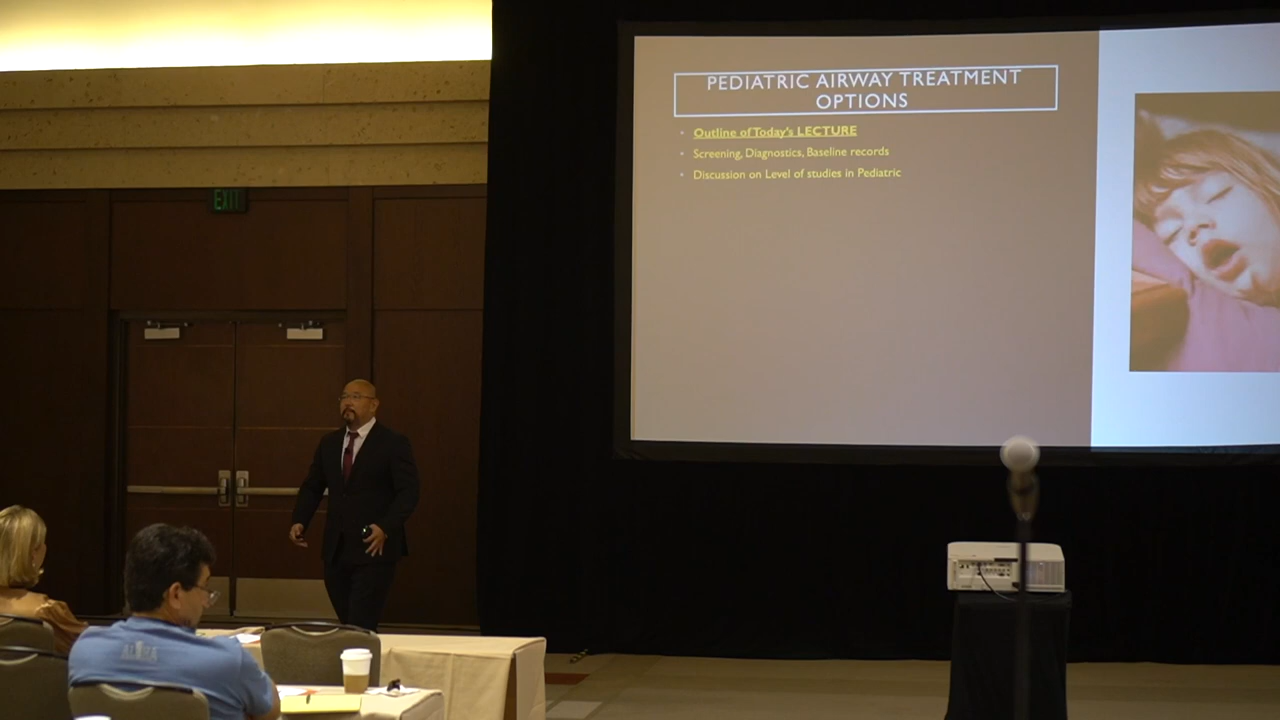 PEDIATRIC AIRWAY TREATMENT
OPTIONS
Outline of Today's LECTURE
Screening, Diagnostics, Baseline records
Discussion on Level of studies in Pediatric
EXIT